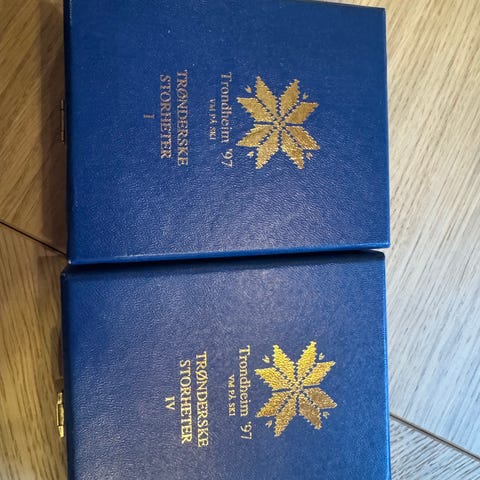 Trondheim '97
VM PÅ SKI
TRØNDERSKE
STORHETER
I
Trondheim '97
VM PÅ SKI
TRØNDERSKE
STORHETER
IV